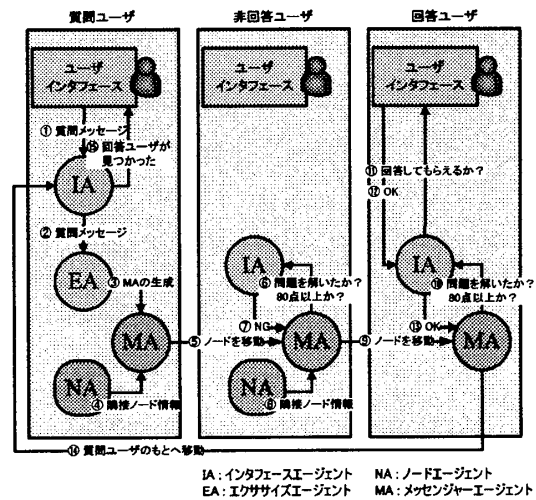 質問ユーザ
非回答ユーザ
回答ユーザ
ユーザ
インタフェース
ユーザ
インタフェース
ユーザ
インタフェース
① 質問メッセージ
⑮ 回答ユーザが
見つかった
IA
② 質問メッセージ
EA
③ MAの生成
MA
NA
④ 隣接ノード情報
⑤ ノードを移動
IA
⑥ 問題を解いたか?
80点以上か?
⑦ NG
MA
NA
⑧ 隣接ノード情報
⑨ ノードを移動
⑪ 回答してもらえるか?
⑫ OK
IA
⑩ 問題を解いたか?
80点以上か?
⑬ OK
MA
⑭ 質問ユーザのもとへ移動
IA : インタフェースエージェント
NA : ノードエージェント
EA : エクササイズエージェント
MA : メッセンジャーエージェント